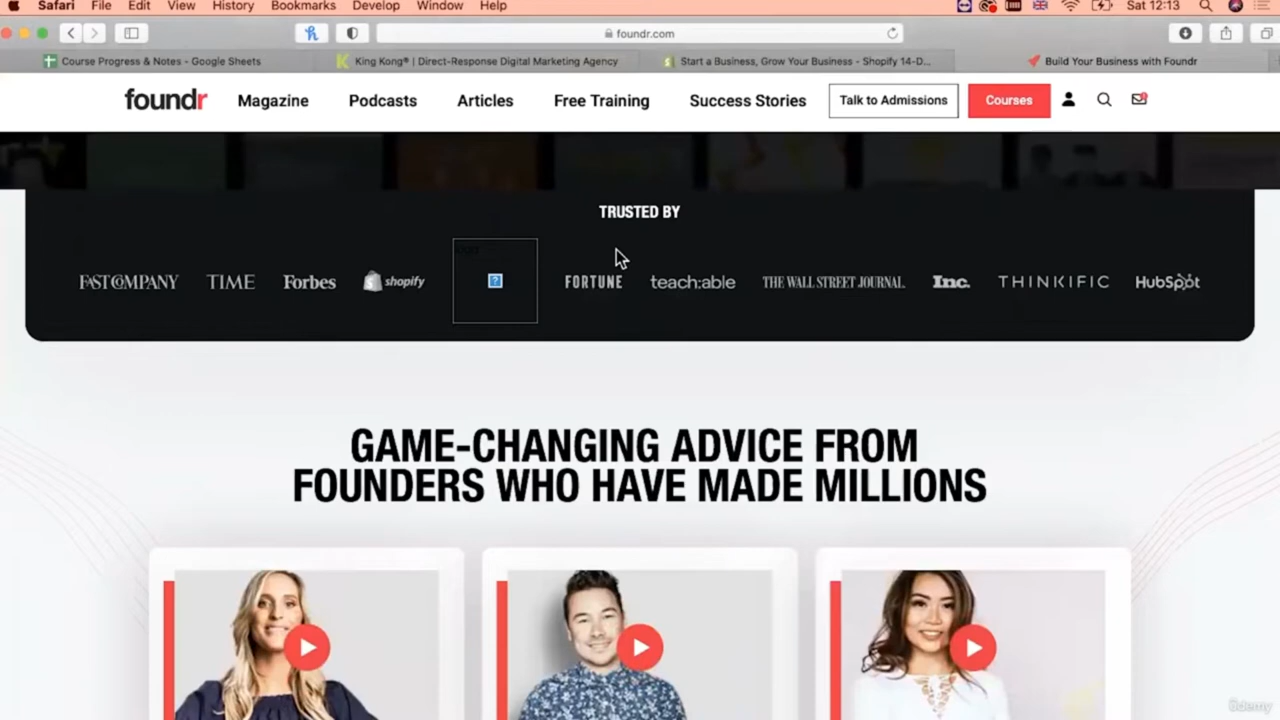 Safari File Edit View History Bookmarks Develop Window Help Sat 12:13
foundr.com
Course Progress & Notes - Google Sheets King Kong® | Direct-Response Digital Marketing Agency Start a Business, Grow Your Business - Shopify 14-D... Build Your Business with Foundr
foundr Magazine Podcasts Articles Free Training Success Stories Talk to Admissions Courses
TRUSTED BY
FAST COMPANY TIME Forbes shopify ? FORTUNE teach:able THE WALL STREET JOURNAL. Inc. THINKIFIC HubSpot
GAME-CHANGING ADVICE FROM
FOUNDERS WHO HAVE MADE MILLIONS
ûdemy